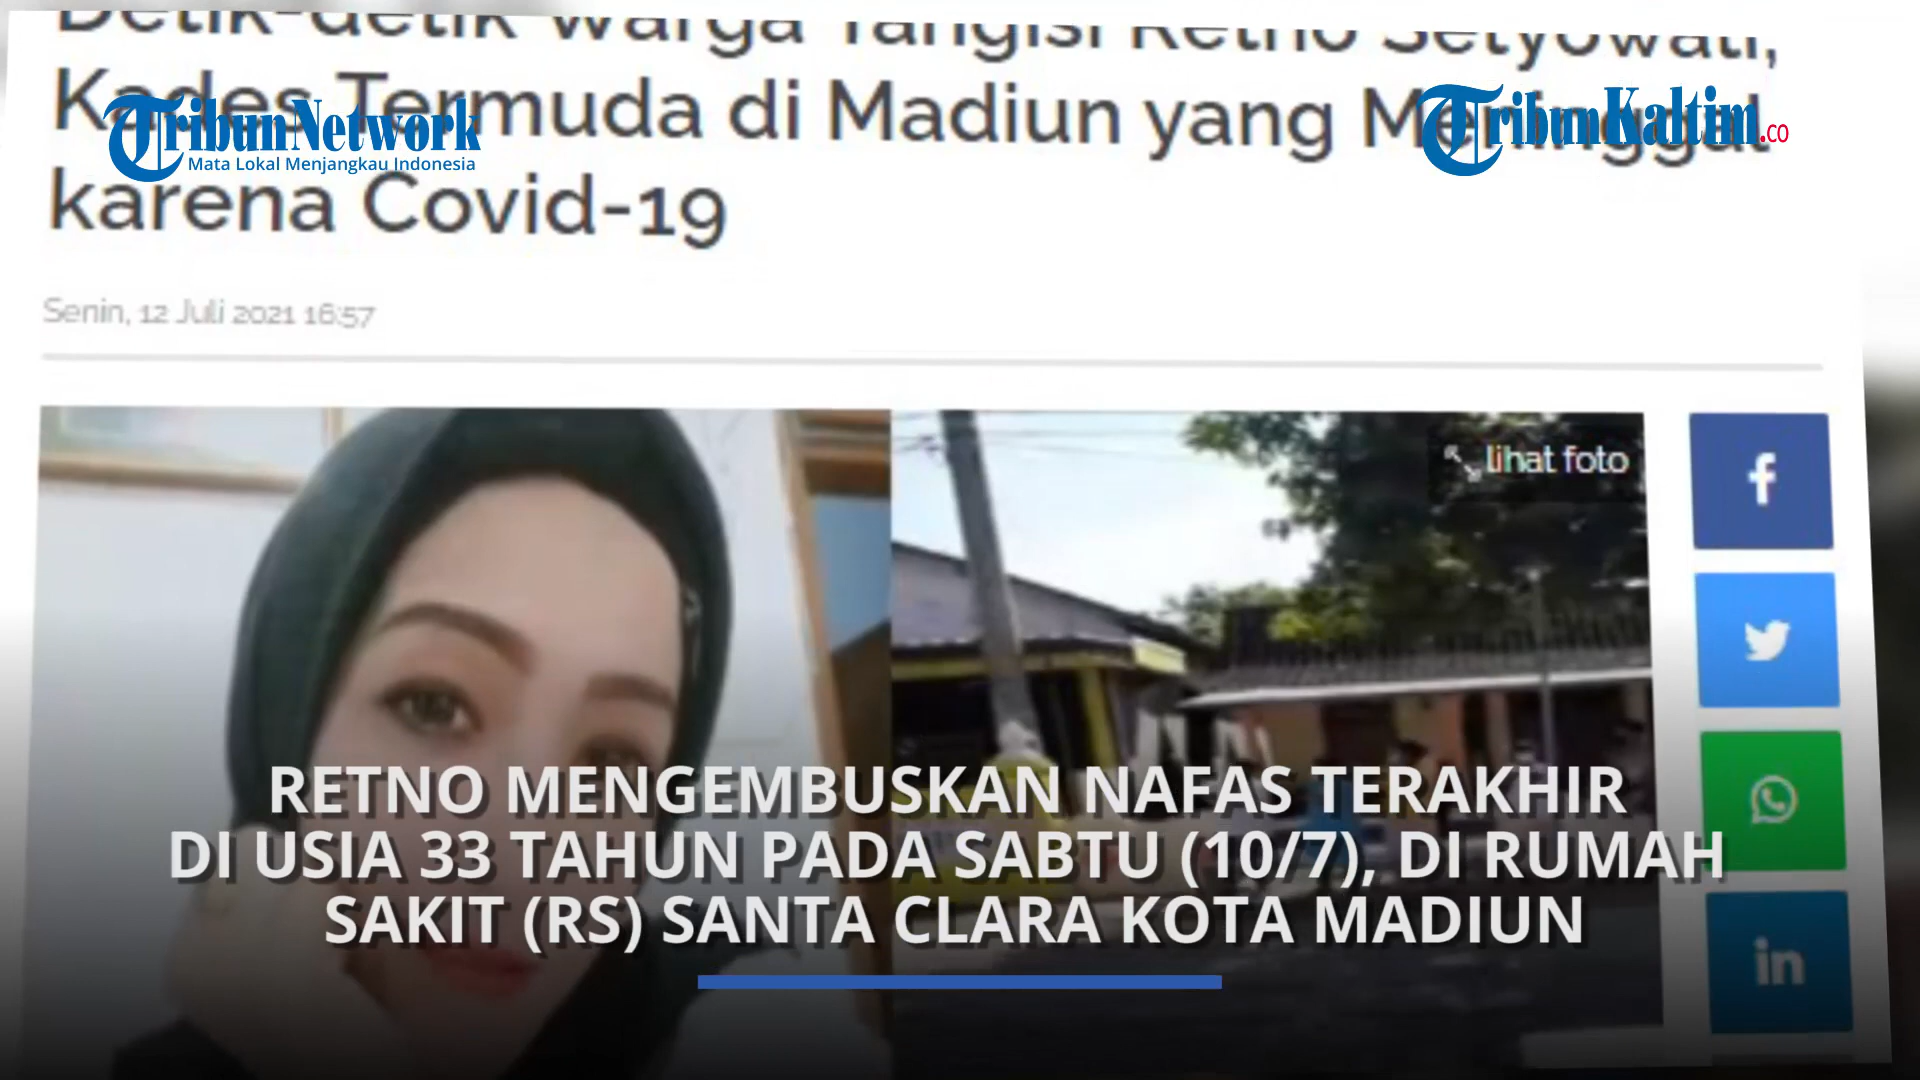 Detik-detik Warga Tangisi Retno Setyowati,
Kades Termuda di Madiun yang Meninggal
karena Covid-19
TribunNetwork
Mata Lokal Menjangkau Indonesia
TribunKaltim.co
Senin, 12 Juli 2021 16:57
lihat foto
RETNO MENGEMBUSKAN NAFAS TERAKHIR
DI USIA 33 TAHUN PADA SABTU (10/7), DI RUMAH
SAKIT (RS) SANTA CLARA KOTA MADIUN